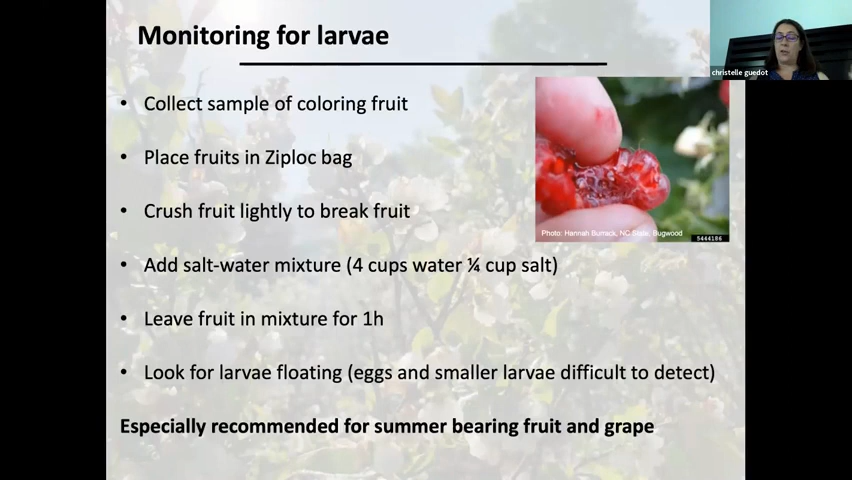 Monitoring for larvae
christelle guedot
• Collect sample of coloring fruit
• Place fruits in Ziploc bag
• Crush fruit lightly to break fruit
Photo: Hannah Burrack, NC State, Bugwood
5444186
• Add salt-water mixture (4 cups water ¼ cup salt)
• Leave fruit in mixture for 1h
• Look for larvae floating (eggs and smaller larvae difficult to detect)
Especially recommended for summer bearing fruit and grape